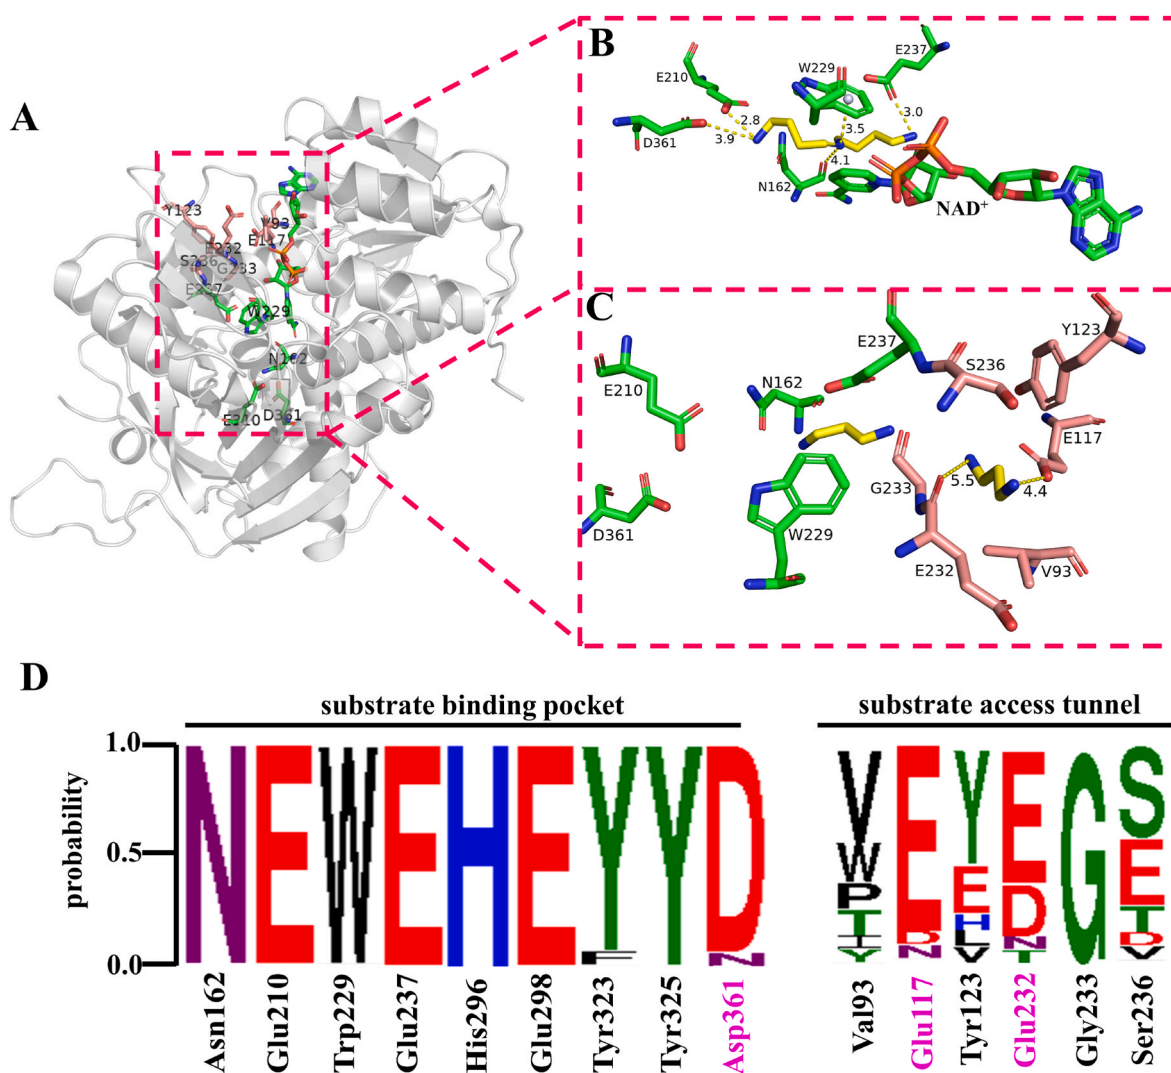 A
Y123
V93
E117
E232
S236
G233
E237
W229
N162
E210
D361
B
E237
W229
E210
2.8
3.0
D361
3.9
3.5
4.1
N162
NAD+
C
Y123
E237
S236
E210
N162
E117
G233
5.5
4.4
D361
W229
E232
V93
D
substrate binding pocket
substrate access tunnel
probability
1.0
0.5
0.0
N E W E H E Y F Y D N
V W P T I Y
E D N
Y E H L V
E D N T
G
S E T D V
Asn162
Glu210
Trp229
Glu237
His296
Glu298
Tyr323
Tyr325
Asp361
Val93
Glu117
Tyr123
Glu232
Gly233
Ser236